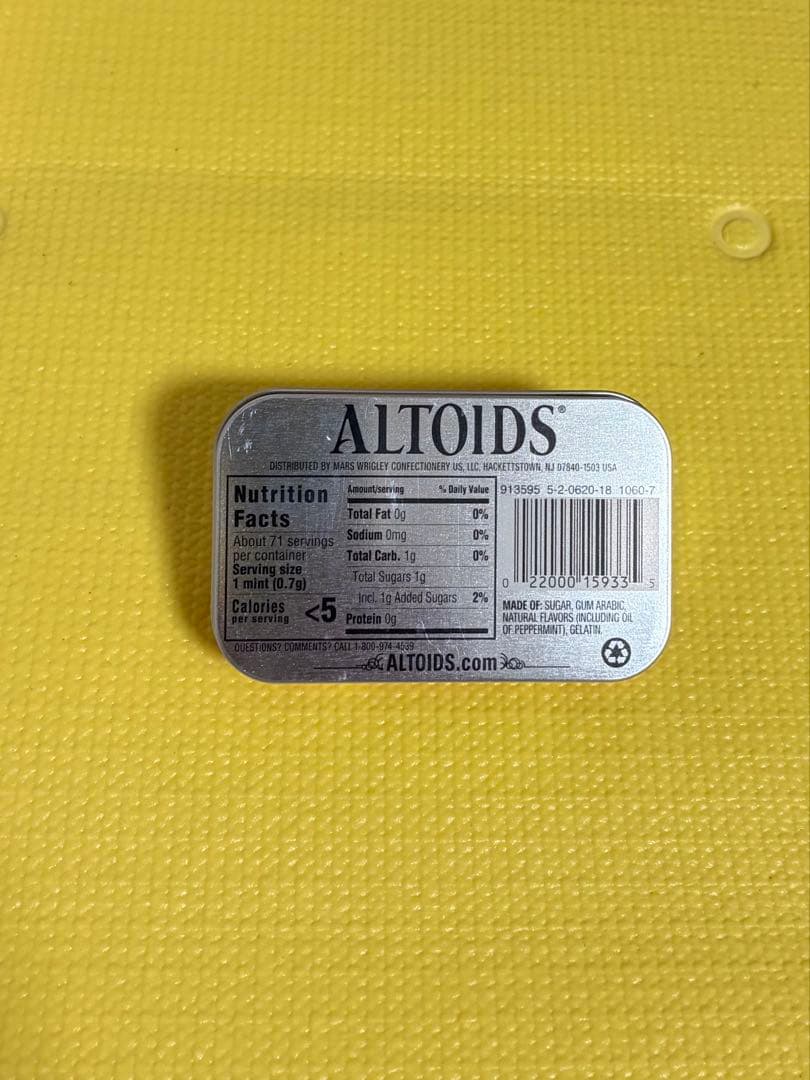 ALTOIDS®
DISTRIBUTED BY MARS WRIGLEY CONFECTIONERY US, LLC, HACKETTSTOWN, NJ 07840-1503 USA
Nutrition
Facts
About 71 servings
per container
Serving size
1 mint (0.7g)
Calories
per serving
<5
Amount/serving % Daily Value
Total Fat 0g 0%
Sodium 0mg 0%
Total Carb. 1g 0%
Total Sugars 1g
Incl. 1g Added Sugars 2%
Protein 0g
913595 5-2-0620-18 1060-7
0 22000 15933 5
MADE OF: SUGAR, GUM ARABIC,
NATURAL FLAVORS (INCLUDING OIL
OF PEPPERMINT), GELATIN.
QUESTIONS? COMMENTS? CALL 1-800-974-4539
ALTOIDS.com